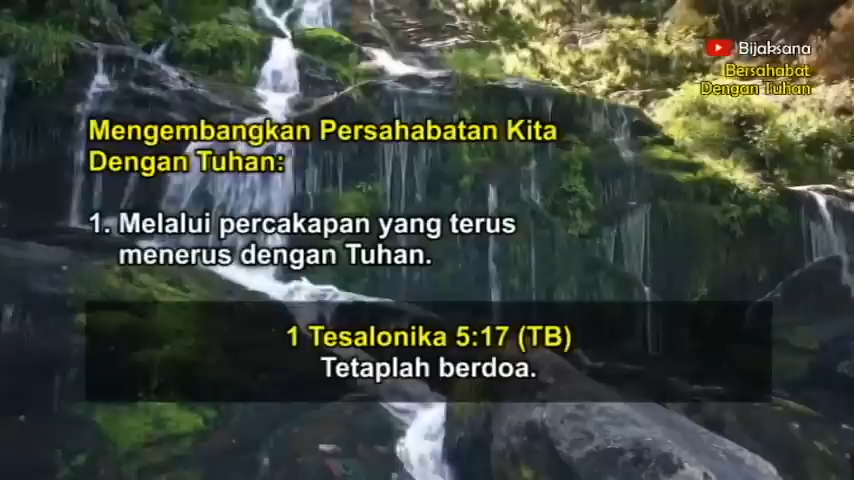 Bijaksana
Bersahabat
Dengan Tuhan
Mengembangkan Persahabatan Kita
Dengan Tuhan:
1. Melalui percakapan yang terus
menerus dengan Tuhan.
1 Tesalonika 5:17 (TB)
Tetaplah berdoa.